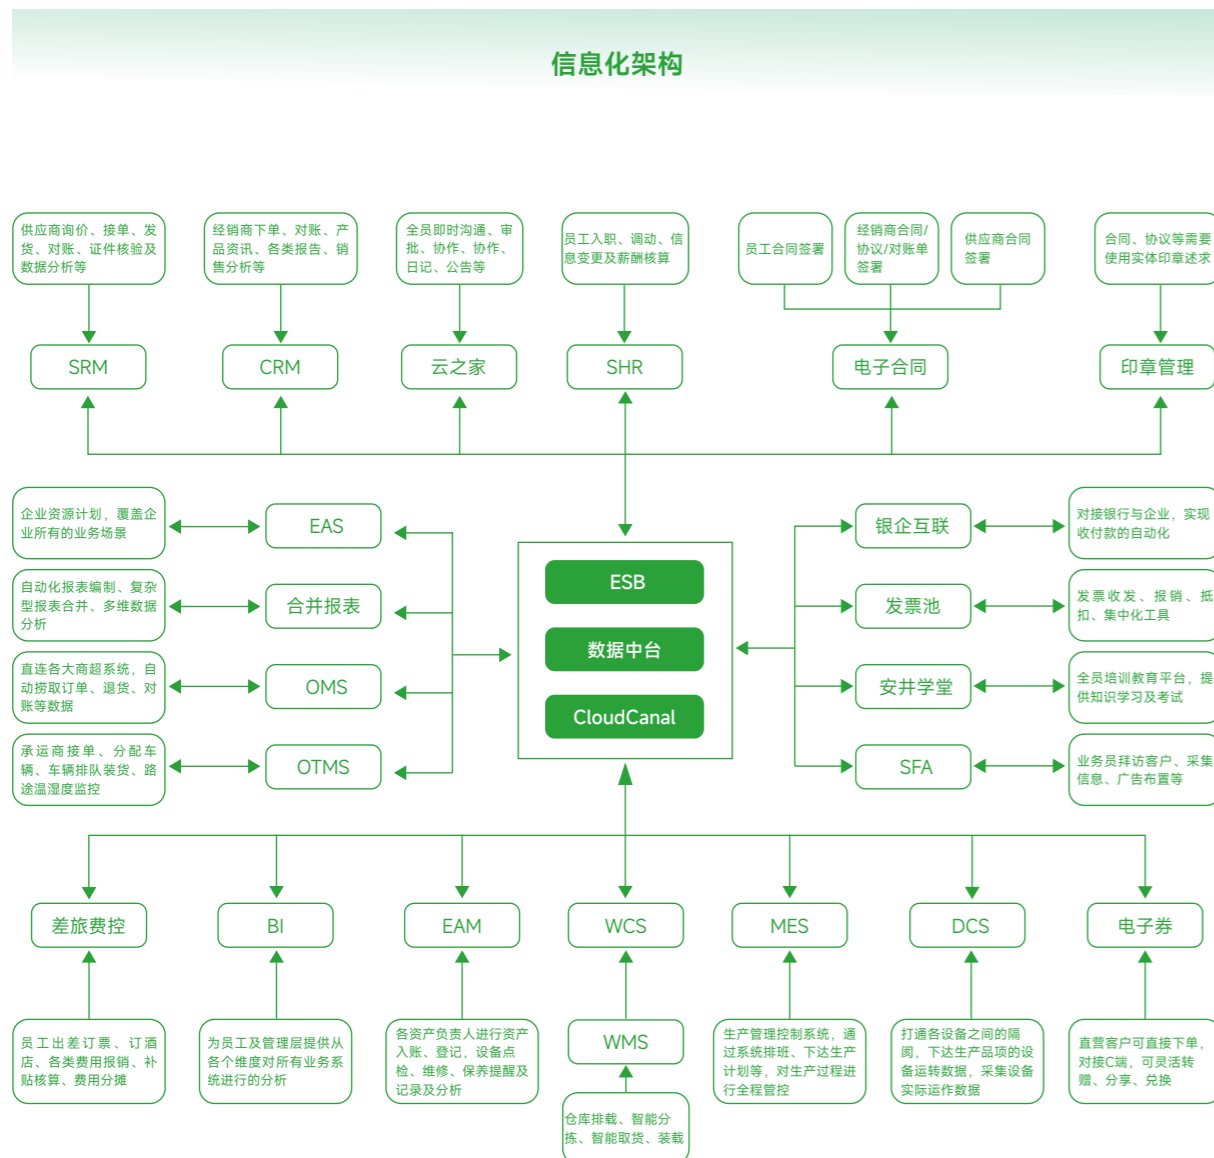 信息化架构
供应商询价、接单、发
货、对账、证件核验及
数据分析等
经销商下单、对账、产
品资讯、各类报告、销
售分析等
全员即时沟通、审
批、协作、协作、
日记、公告等
员工入职、调动、信
息变更及薪酬核算
员工合同签署
经销商合同/
协议/对账单
签署
供应商合同
签署
合同、协议等需要
使用实体印章述求
SRM
CRM
云之家
SHR
电子合同
印章管理
企业资源计划，覆盖企
业所有的业务场景
EAS
自动化报表编制、复杂
型报表合并、多维数据
分析
合并报表
直连各大商超系统，自
动捞取订单、退货、对
账等数据
OMS
承运商接单、分配车
辆、车辆排队装货、路
途温湿度监控
OTMS
ESB
数据中台
CloudCanal
银企互联
对接银行与企业，实现
收付款的自动化
发票池
发票收发、报销、抵
扣、集中化工具
安井学堂
全员培训教育平台，提
供知识学习及考试
SFA
业务员拜访客户、采集
信息、广告布置等
差旅费控
BI
EAM
WCS
MES
DCS
电子券
员工出差订票、订酒
店、各类费用报销、补
贴核算、费用分摊
为员工及管理层提供从
各个维度对所有业务系
统进行的分析
各资产负责人进行资产
入账、登记，设备点
检、维修、保养提醒及
记录及分析
WMS
仓库排载、智能分
拣、智能取货、装载
生产管理控制系统，通
过系统排班、下达生产
计划等，对生产过程进
行全程管控
打通各设备之间的隔
阂，下达生产品项的设
备运转数据，采集设备
实际运作数据
直营客户可直接下单，
对接C端，可灵活转
赠、分享、兑换